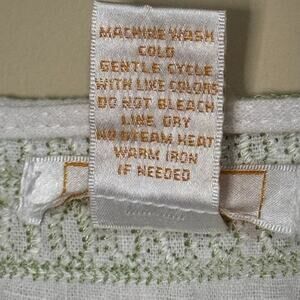 MACHINE WASH
COLD
GENTLE CYCLE
WITH LIKE COLORS
DO NOT BLEACH
LINE DRY
NO STEAM HEAT
WARM IRON
IF NEEDED